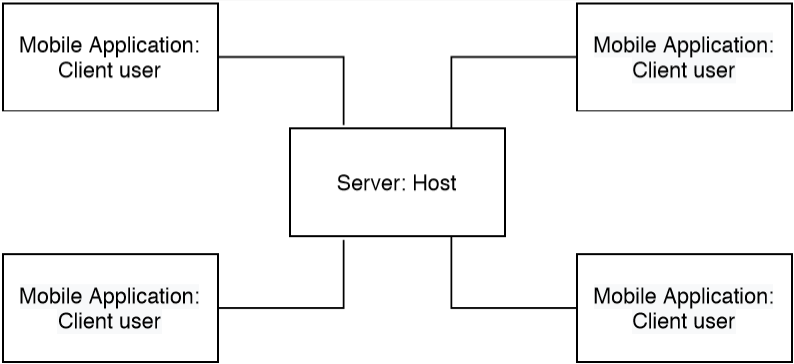 Mobile Application:
Client user
Mobile Application:
Client user
Server: Host
Mobile Application:
Client user
Mobile Application:
Client user